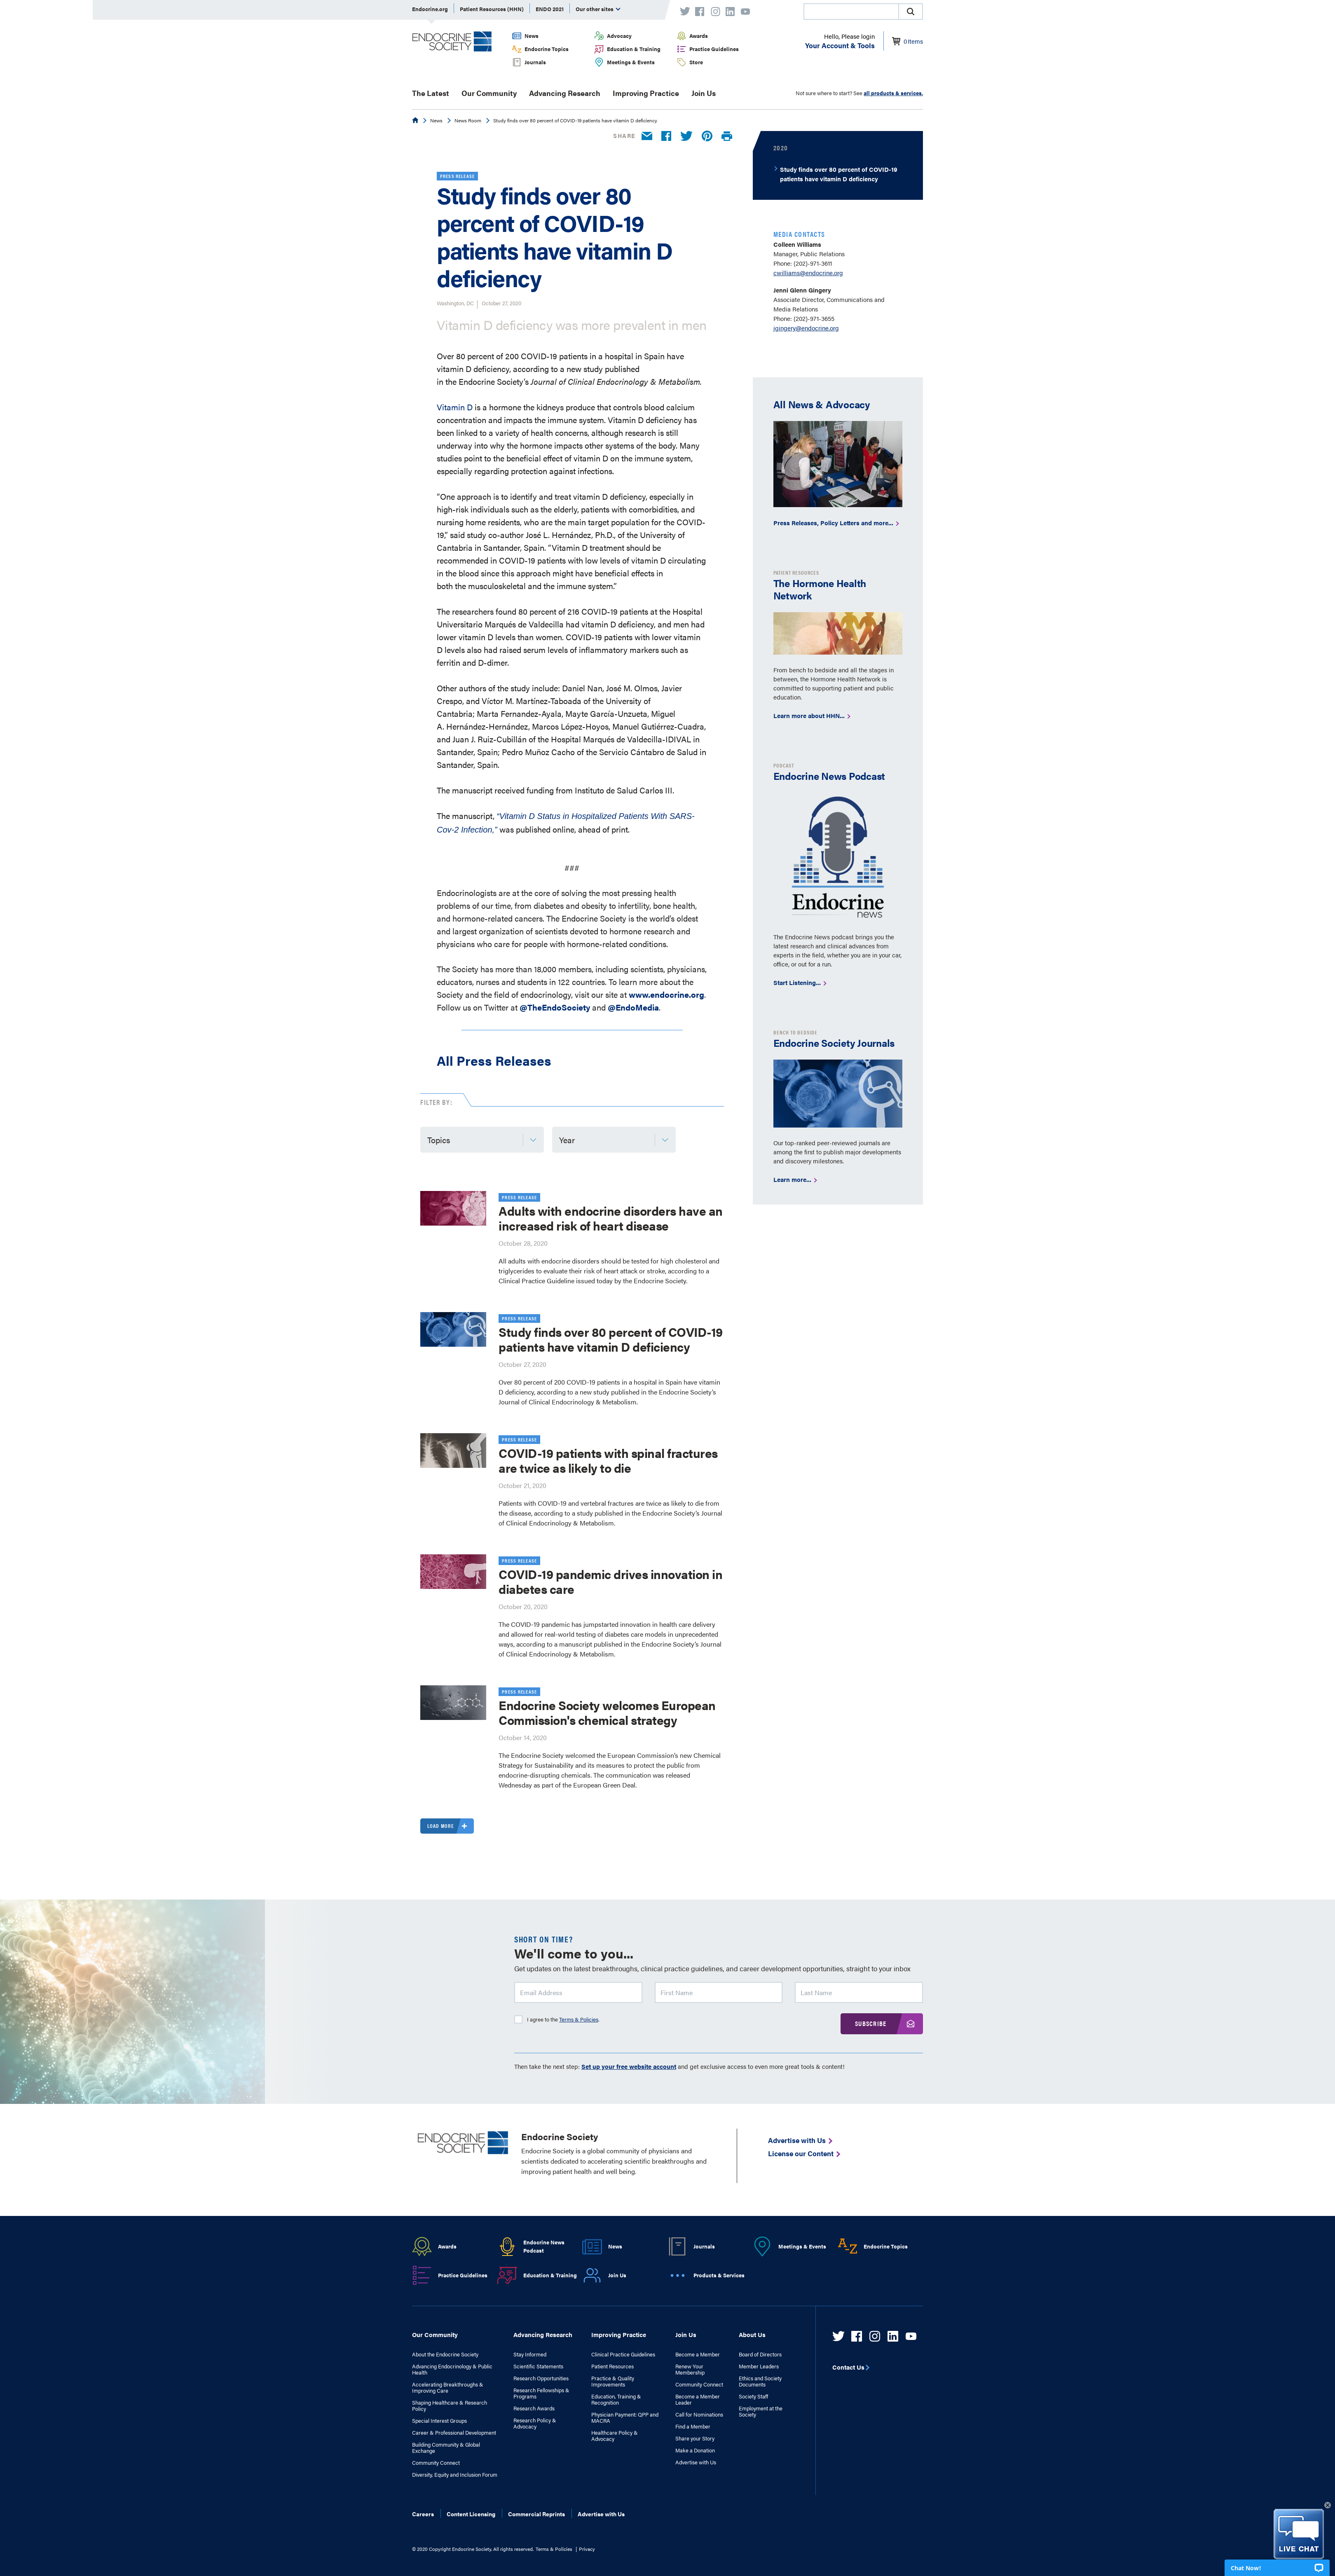 Endocrine.org
Patient Resources (HHN)
ENDO 2021
Our other sites
ENDOCRINE
SOCIETY
News
Endocrine Topics
Journals
Advocacy
Education & Training
Meetings & Events
Awards
Practice Guidelines
Store
Hello, Please login
Your Account & Tools
0 Items
The Latest
Our Community
Advancing Research
Improving Practice
Join Us
Not sure where to start? See all products & services.
News
News Room
Study finds over 80 percent of COVID-19 patients have vitamin D deficiency
SHARE
PRESS RELEASE
Study finds over 80
percent of COVID-19
patients have vitamin D
deficiency
Washington, DC
October 27, 2020
Vitamin D deficiency was more prevalent in men
Over 80 percent of 200 COVID-19 patients in a hospital in Spain have
vitamin D deficiency, according to a new study published
in the Endocrine Society's Journal of Clinical Endocrinology & Metabolism.
Vitamin D is a hormone the kidneys produce that controls blood calcium
concentration and impacts the immune system. Vitamin D deficiency has
been linked to a variety of health concerns, although research is still
underway into why the hormone impacts other systems of the body. Many
studies point to the beneficial effect of vitamin D on the immune system,
especially regarding protection against infections.
"One approach is to identify and treat vitamin D deficiency, especially in
high-risk individuals such as the elderly, patients with comorbidities, and
nursing home residents, who are the main target population for the COVID-
19," said study co-author José L. Hernández, Ph.D., of the University of
Cantabria in Santander, Spain. "Vitamin D treatment should be
recommended in COVID-19 patients with low levels of vitamin D circulating
in the blood since this approach might have beneficial effects in
both the musculoskeletal and the immune system."
The researchers found 80 percent of 216 COVID-19 patients at the Hospital
Universitario Marqués de Valdecilla had vitamin D deficiency, and men had
lower vitamin D levels than women. COVID-19 patients with lower vitamin
D levels also had raised serum levels of inflammatory markers such as
ferritin and D-dimer.
Other authors of the study include: Daniel Nan, José M. Olmos, Javier
Crespo, and Víctor M. Martínez-Taboada of the University of
Cantabria; Marta Fernandez-Ayala, Mayte García-Unzueta, Miguel
A. Hernández-Hernández, Marcos López-Hoyos, Manuel Gutiérrez-Cuadra,
and Juan J. Ruiz-Cubillán of the Hospital Marqués de Valdecilla-IDIVAL in
Santander, Spain; Pedro Muñoz Cacho of the Servicio Cántabro de Salud in
Santander, Spain.
The manuscript received funding from Instituto de Salud Carlos III.
The manuscript, "Vitamin D Status in Hospitalized Patients With SARS-
Cov-2 Infection," was published online, ahead of print.
###
Endocrinologists are at the core of solving the most pressing health
problems of our time, from diabetes and obesity to infertility, bone health,
and hormone-related cancers. The Endocrine Society is the world's oldest
and largest organization of scientists devoted to hormone research and
physicians who care for people with hormone-related conditions.
The Society has more than 18,000 members, including scientists, physicians,
educators, nurses and students in 122 countries. To learn more about the
Society and the field of endocrinology, visit our site at www.endocrine.org.
Follow us on Twitter at @TheEndoSociety and @EndoMedia.
2020
Study finds over 80 percent of COVID-19
patients have vitamin D deficiency
MEDIA CONTACTS
Colleen Williams
Manager, Public Relations
Phone: (202)-971-3611
cwilliams@endocrine.org
Jenni Glenn Gingery
Associate Director, Communications and
Media Relations
Phone: (202)-971-3655
jgingery@endocrine.org
All News & Advocacy
Press Releases, Policy Letters and more...
PATIENT RESOURCES
The Hormone Health
Network
From bench to bedside and all the stages in
between, the Hormone Health Network is
committed to supporting patient and public
education.
Learn more about HHN...
PODCAST
Endocrine News Podcast
Endocrine
news
The Endocrine News podcast brings you the
latest research and clinical advances from
experts in the field, whether you are in your car,
office, or out for a run.
Start Listening...
BENCH TO BEDSIDE
Endocrine Society Journals
Our top-ranked peer-reviewed journals are
among the first to publish major developments
and discovery milestones.
Learn more...
All Press Releases
FILTER BY:
Topics
Year
PRESS RELEASE
Adults with endocrine disorders have an
increased risk of heart disease
October 28, 2020
All adults with endocrine disorders should be tested for high cholesterol and
triglycerides to evaluate their risk of heart attack or stroke, according to a
Clinical Practice Guideline issued today by the Endocrine Society.
PRESS RELEASE
Study finds over 80 percent of COVID-19
patients have vitamin D deficiency
October 27, 2020
Over 80 percent of 200 COVID-19 patients in a hospital in Spain have vitamin
D deficiency, according to a new study published in the Endocrine Society's
Journal of Clinical Endocrinology & Metabolism.
PRESS RELEASE
COVID-19 patients with spinal fractures
are twice as likely to die
October 21, 2020
Patients with COVID-19 and vertebral fractures are twice as likely to die from
the disease, according to a study published in the Endocrine Society's Journal
of Clinical Endocrinology & Metabolism.
PRESS RELEASE
COVID-19 pandemic drives innovation in
diabetes care
October 20, 2020
The COVID-19 pandemic has jumpstarted innovation in health care delivery
and allowed for real-world testing of diabetes care models in unprecedented
ways, according to a manuscript published in the Endocrine Society's Journal
of Clinical Endocrinology & Metabolism.
PRESS RELEASE
Endocrine Society welcomes European
Commission's chemical strategy
October 14, 2020
The Endocrine Society welcomed the European Commission's new Chemical
Strategy for Sustainability and its measures to protect the public from
endocrine-disrupting chemicals. The communication was released
Wednesday as part of the European Green Deal.
LOAD MORE
SHORT ON TIME?
We'll come to you...
Get updates on the latest breakthroughs, clinical practice guidelines, and career development opportunities, straight to your inbox
Email Address
First Name
Last Name
I agree to the Terms & Policies.
SUBSCRIBE
Then take the next step: Set up your free website account and get exclusive access to even more great tools & content!
ENDOCRINE
SOCIETY
Endocrine Society
Endocrine Society is a global community of physicians and
scientists dedicated to accelerating scientific breakthroughs and
improving patient health and well being.
Advertise with Us
License our Content
Awards
Endocrine News
Podcast
News
Journals
Meetings & Events
A-Z
Endocrine Topics
Practice Guidelines
Education & Training
Join Us
Products & Services
Our Community
About the Endocrine Society
Advancing Endocrinology & Public
Health
Accelerating Breakthroughs &
Improving Care
Shaping Healthcare & Research
Policy
Special Interest Groups
Career & Professional Development
Building Community & Global
Exchange
Community Connect
Diversity, Equity and Inclusion Forum
Advancing Research
Stay Informed
Scientific Statements
Research Opportunities
Research Fellowships &
Programs
Research Awards
Research Policy &
Advocacy
Improving Practice
Clinical Practice Guidelines
Patient Resources
Practice & Quality
Improvements
Education, Training &
Recognition
Physician Payment: QPP and
MACRA
Healthcare Policy &
Advocacy
Join Us
Become a Member
Renew Your
Membership
Community Connect
Become a Member
Leader
Call for Nominations
Find a Member
Share your Story
Make a Donation
Advertise with Us
About Us
Board of Directors
Member Leaders
Ethics and Society
Documents
Society Staff
Employment at the
Society
Contact Us
Careers
Content Licensing
Commercial Reprints
Advertise with Us
© 2020 Copyright Endocrine Society. All rights reserved. Terms & Policies | Privacy
LIVE CHAT
Chat Now!